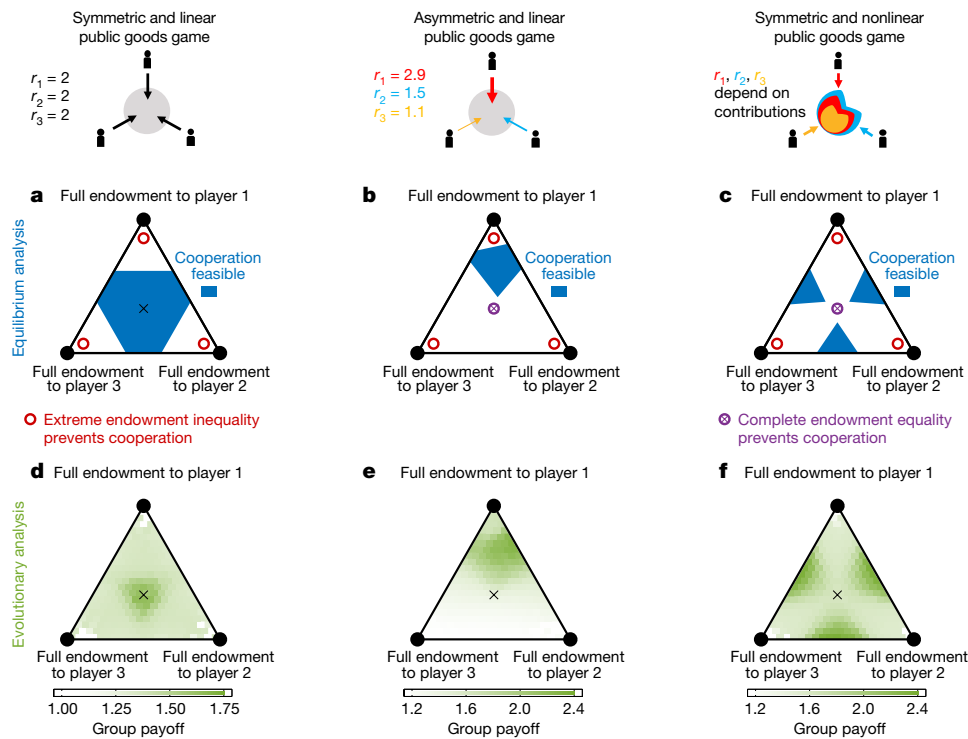 Symmetric and linear
public goods game
r1 = 2
r2 = 2
r3 = 2
Asymmetric and linear
public goods game
r1 = 2.9
r2 = 1.5
r3 = 1.1
Symmetric and nonlinear
public goods game
r1, r2, r3
depend on
contributions
Equilibrium analysis
a Full endowment to player 1
Cooperation
feasible
Full endowment
to player 3
Full endowment
to player 2
b Full endowment to player 1
Cooperation
feasible
Full endowment
to player 3
Full endowment
to player 2
c Full endowment to player 1
Cooperation
feasible
Full endowment
to player 3
Full endowment
to player 2
Extreme endowment inequality
prevents cooperation
Complete endowment equality
prevents cooperation
Evolutionary analysis
d Full endowment to player 1
Full endowment
to player 3
Full endowment
to player 2
1.00 1.25 1.50 1.75
Group payoff
e Full endowment to player 1
Full endowment
to player 3
Full endowment
to player 2
1.2 1.6 2.0 2.4
Group payoff
f Full endowment to player 1
Full endowment
to player 3
Full endowment
to player 2
1.2 1.6 2.0 2.4
Group payoff